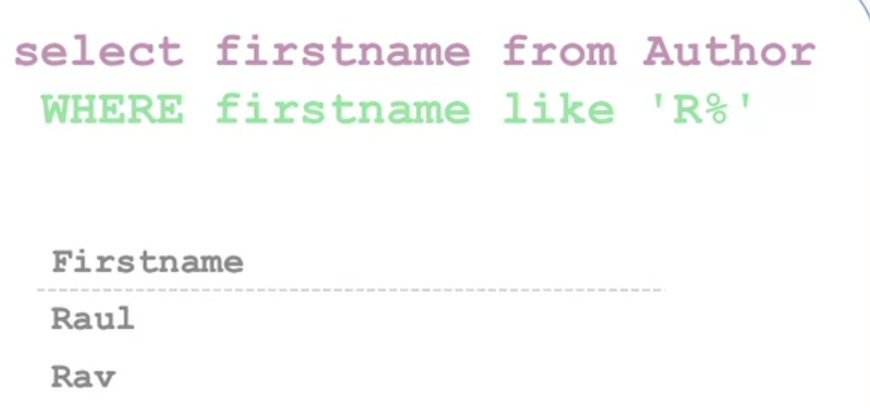 select firstname from Author
WHERE firstname like 'R%'
Firstname
Raul
Rav